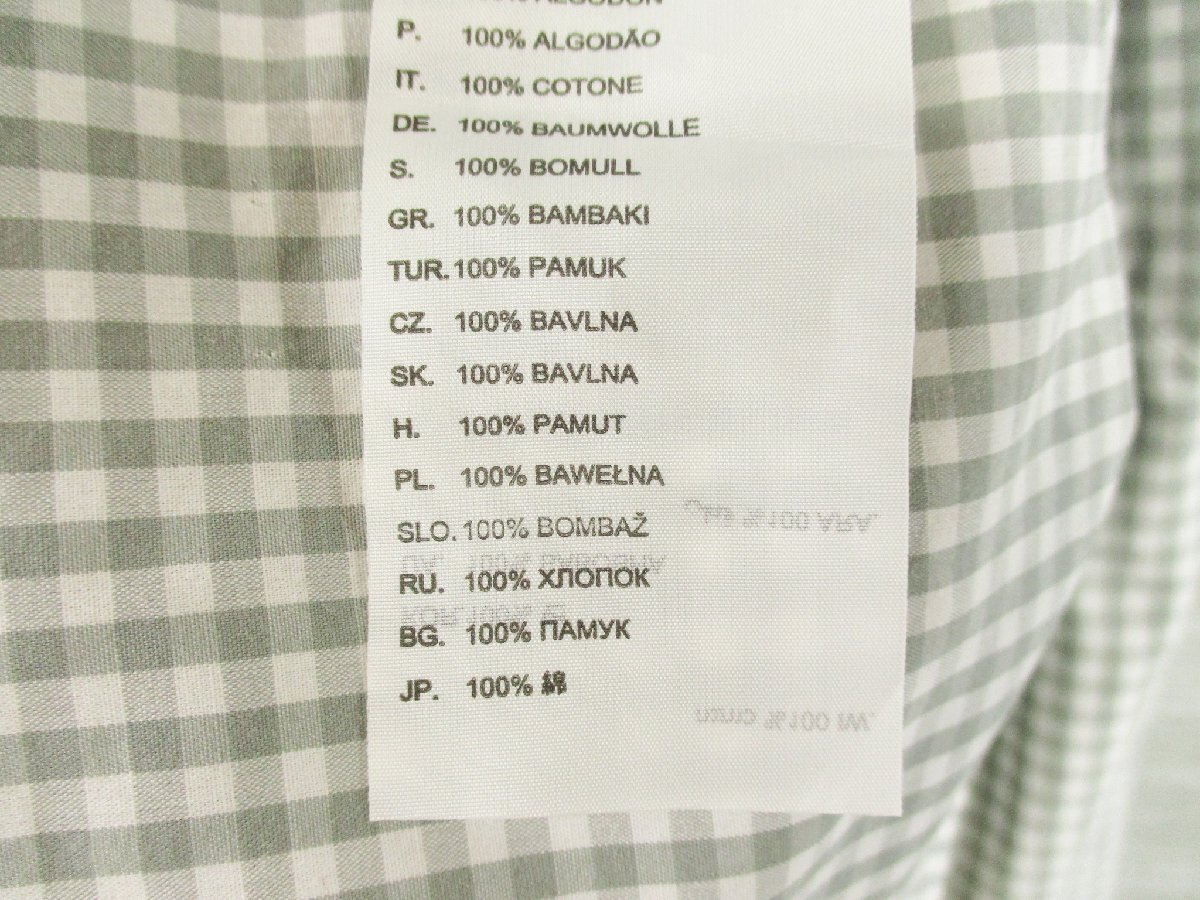 100% ALGODÓN
P. 100% ALGODÃO
IT. 100% COTONE
DE. 100% BAUMWOLLE
S. 100% BOMULL
GR. 100% BAMBAKI
TUR. 100% PAMUK
CZ. 100% BAVLNA
SK. 100% BAVLNA
H. 100% PAMUT
PL. 100% BAWEŁNA
SLO. 100% BOMBAŽ
RU. 100% ХЛОПОК
BG. 100% ПАМУК
JP. 100% 綿